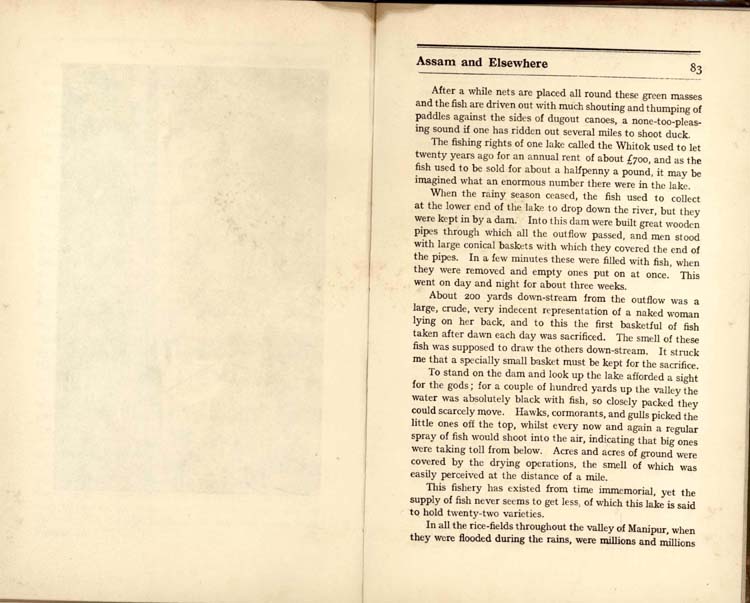 Assam and Elsewhere 83
After a while nets are placed all round these green masses
and the fish are driven out with much shouting and thumping of
paddles against the sides of dugout canoes, a none-too-pleas-
ing sound if one has ridden out several miles to shoot duck.
The fishing rights of one lake called the Whitok used to let
twenty years ago for an annual rent of about £700, and as the
fish used to be sold for about a halfpenny a pound, it may be
imagined what an enormous number there were in the lake.
When the rainy season ceased, the fish used to collect
at the lower end of the lake to drop down the river, but they
were kept in by a dam. Into this dam were built great wooden
pipes through which all the outflow passed, and men stood
with large conical baskets with which they covered the end of
the pipes. In a few minutes these were filled with fish, when
they were removed and empty ones put on at once. This
went on day and night for about three weeks.
About 200 yards down-stream from the outflow was a
large, crude, very indecent representation of a naked woman
lying on her back, and to this the first basketful of fish
taken after dawn each day was sacrificed. The smell of these
fish was supposed to draw the others down-stream. It struck
me that a specially small basket must be kept for the sacrifice.
To stand on the dam and look up the lake afforded a sight
for the gods; for a couple of hundred yards up the valley the
water was absolutely black with fish, so closely packed they
could scarcely move. Hawks, cormorants, and gulls picked the
little ones off the top, whilst every now and again a regular
spray of fish would shoot into the air, indicating that big ones
were taking toll from below. Acres and acres of ground were
covered by the drying operations, the smell of which was
easily perceived at the distance of a mile.
This fishery has existed from time immemorial, yet the
supply of fish never seems to get less, of which this lake is said
to hold twenty-two varieties.
In all the rice-fields throughout the valley of Manipur, when
they were flooded during the rains, were millions and millions